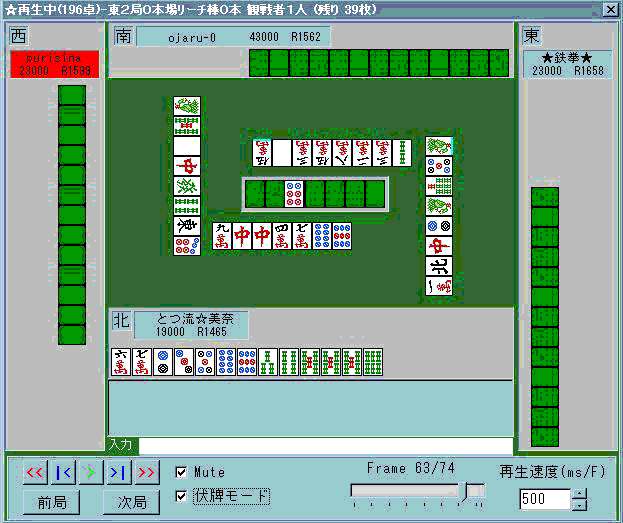 ★再生中(196卓)-東2局0本場リーチ棒0本 観戦者1人 (残り 39枚)
西
南
ojaru-0 43000 R1562
東
purisima
23000 R1599
★鉄拳★
23000 R1658
北
とつ流☆美奈
19000 R1465
入力
<< |< > >| >>
Mute
Frame 63/74
再生速度(ms/F)
前局
次局
伏牌モード
500